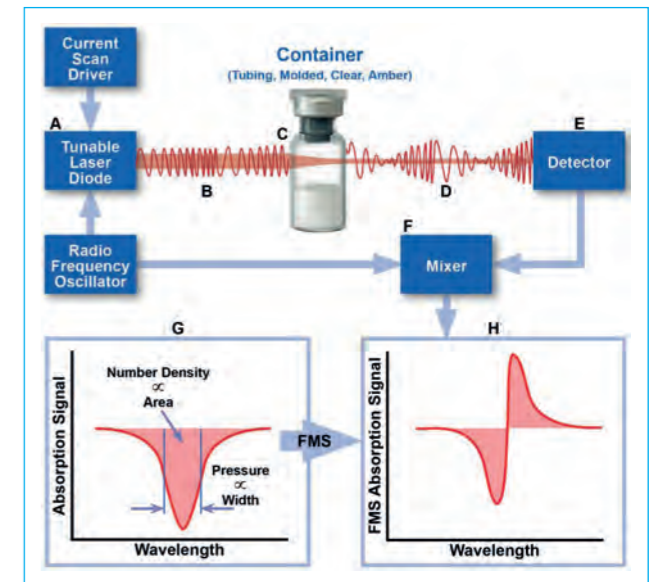 Current
Scan
Driver
Container
(Tubing, Molded, Clear, Amber)
A
C
E
Tunable
Laser
Diode
Detector
B
D
F
Radio
Frequency
Oscillator
Mixer
G
H
Absorption Signal
Number Density
∝
Area
Pressure
∝
Width
Wavelength
FMS
FMS Absorption Signal
Wavelength